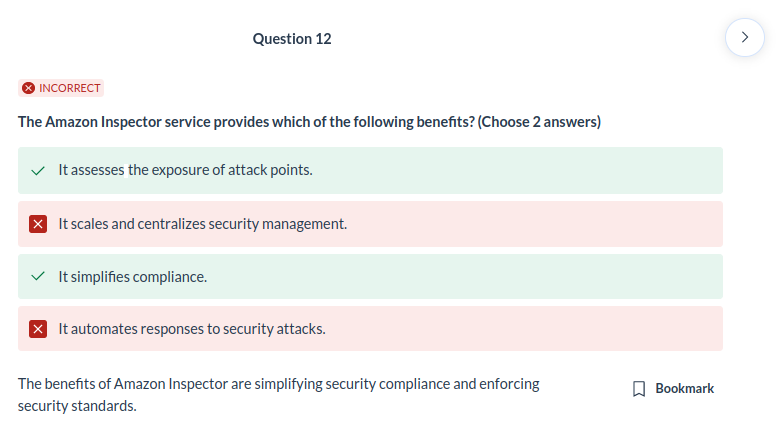 Question 12
INCORRECT
The Amazon Inspector service provides which of the following benefits? (Choose 2 answers)
It assesses the exposure of attack points.
It scales and centralizes security management.
It simplifies compliance.
It automates responses to security attacks.
The benefits of Amazon Inspector are simplifying security compliance and enforcing
security standards.
Bookmark